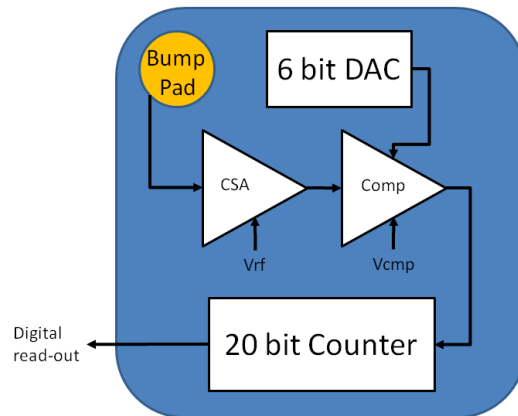 Bump
Pad
6 bit DAC
CSA
Comp
Vrf
Vcmp
20 bit Counter
Digital
read-out